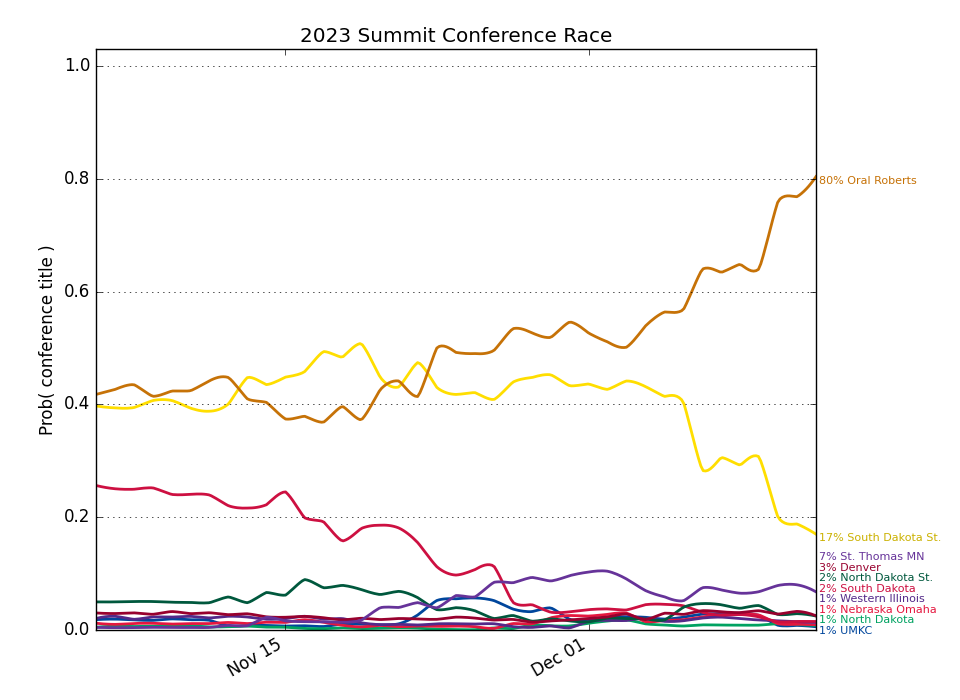 2023 Summit Conference Race
Prob( conference title )
1.0
0.8
0.6
0.4
0.2
0.0
Nov 15
Dec 01
80% Oral Roberts
17% South Dakota St.
7% St. Thomas MN
3% Denver
2% North Dakota St.
2% South Dakota
1% Western Illinois
1% Nebraska Omaha
1% North Dakota
1% UMKC